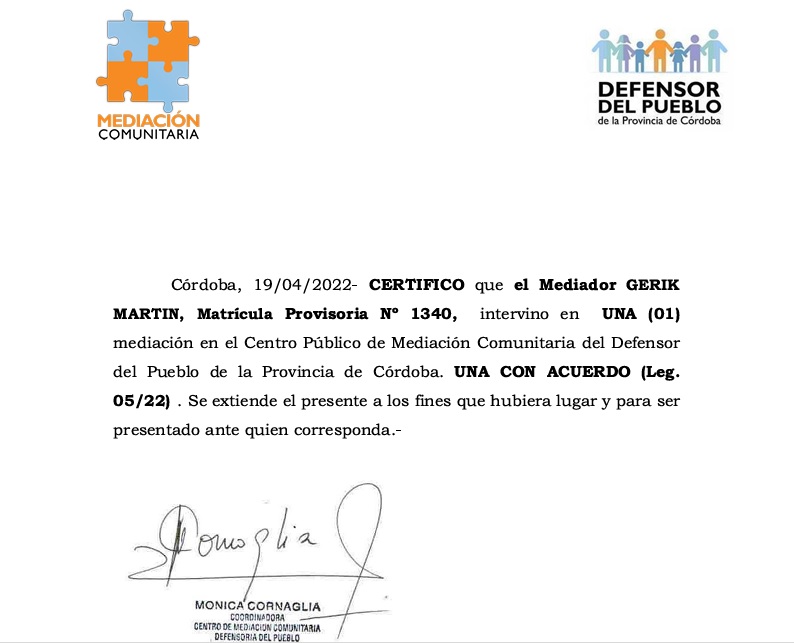 MEDIACIÓN
COMUNITARIA
DEFENSOR
DEL PUEBLO
de la Provincia de Córdoba
Córdoba, 19/04/2022- CERTIFICO que el Mediador GERIK
MARTIN, Matrícula Provisoria Nº 1340, intervino en UNA (01)
mediación en el Centro Público de Mediación Comunitaria del Defensor
del Pueblo de la Provincia de Córdoba. UNA CON ACUERDO (Leg.
05/22) . Se extiende el presente a los fines que hubiera lugar y para ser
presentado ante quien corresponda.-
MONICA CORNAGLIA
COORDINADORA
CENTRO DE MEDIACION COMUNITARIA
DEFENSORIA DEL PUEBLO